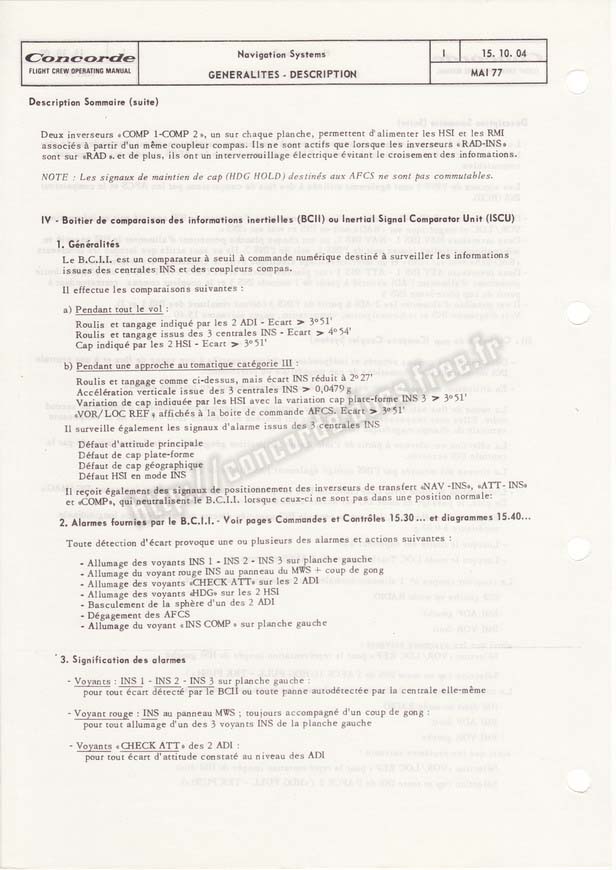 Concorde
FLIGHT CREW OPERATING MANUAL
Navigation Systems
GENERALITES - DESCRIPTION
1
15. 10. 04
MAI 77
Description Sommaire (suite)
Deux inverseurs «COMP 1-COMP 2», un sur chaque planche, permettent d'alimenter les HSI et les RMI
associés à partir d'un même coupleur compas. Ils ne sont actifs que lorsque les inverseurs «RAD-INS»
sont sur «RAD». et de plus, ils ont un interverrouillage électrique évitant le croisement des informations.
NOTE : Les signaux de maintien de cap (HDG HOLD) destinés aux AFCS ne sont pas commutables.
IV - Boitier de comparaison des informations inertielles (BCII) ou Inertial Signal Comparator Unit (ISCU)
1. Généralités
Le B.C.I.I. est un comparateur à seuil à commande numérique destiné à surveiller les informations
issues des centrales INS et des coupleurs compas.
Il effectue les comparaisons suivantes :
a) Pendant tout le vol :
Roulis et tangage indiqué par les 2 ADI - Ecart > 3°51'
Roulis et tangage issus des 3 centrales INS - Ecart > 4°54'
Cap indiqué par les 2 HSI - Ecart > 3°51'
b) Pendant une approche automatique catégorie III :
Roulis et tangage comme ci-dessus, mais écart INS réduit à 2°27'
Accélération verticale issue des 3 centrales INS > 0,0479 g
Variation de cap indiquée par les HSI avec la variation cap plate-forme INS 3 > 3°51'
«VOR/LOC REF» affichés à la boite de commande AFCS. Ecart > 3°51'
Il surveille également les signaux d'alarme issus des 3 centrales INS
Défaut d'attitude principale
Défaut de cap plate-forme
Défaut de cap géographique
Défaut HSI en mode INS
Il reçoit également des signaux de positionnement des inverseurs de transfert «NAV -INS», «ATT- INS»
et «COMP», qui neutralisent le B.C.I.I. lorsque ceux-ci ne sont pas dans une position normale:
2. Alarmes fournies par le B.C.I.I. - Voir pages Commandes et Contrôles 15.30... et diagrammes 15.40...
Toute détection d'écart provoque une ou plusieurs des alarmes et actions suivantes :
- Allumage des voyants INS 1 - INS 2 - INS 3 sur planche gauche
- Allumage du voyant rouge INS au panneau du MWS + coup de gong
- Allumage des voyants «CHECK ATT» sur les 2 ADI
- Allumage des voyants «HDG» sur les 2 HSI
- Basculement de la sphère d'un des 2 ADI
- Dégagement des AFCS
- Allumage du voyant «INS COMP» sur planche gauche
3. Signification des alarmes
- Voyants : INS 1 - INS 2 - INS 3 sur planche gauche :
pour tout écart détecté par le BCII ou toute panne autodétectée par la centrale elle-même
- Voyant rouge : INS au panneau MWS ; toujours accompagné d'un coup de gong :
pour tout allumage d'un des 3 voyants INS de la planche gauche
- Voyants «CHECK ATT» des 2 ADI :
pour tout écart d'attitude constaté au niveau des ADI
http://concordescops.free.fr